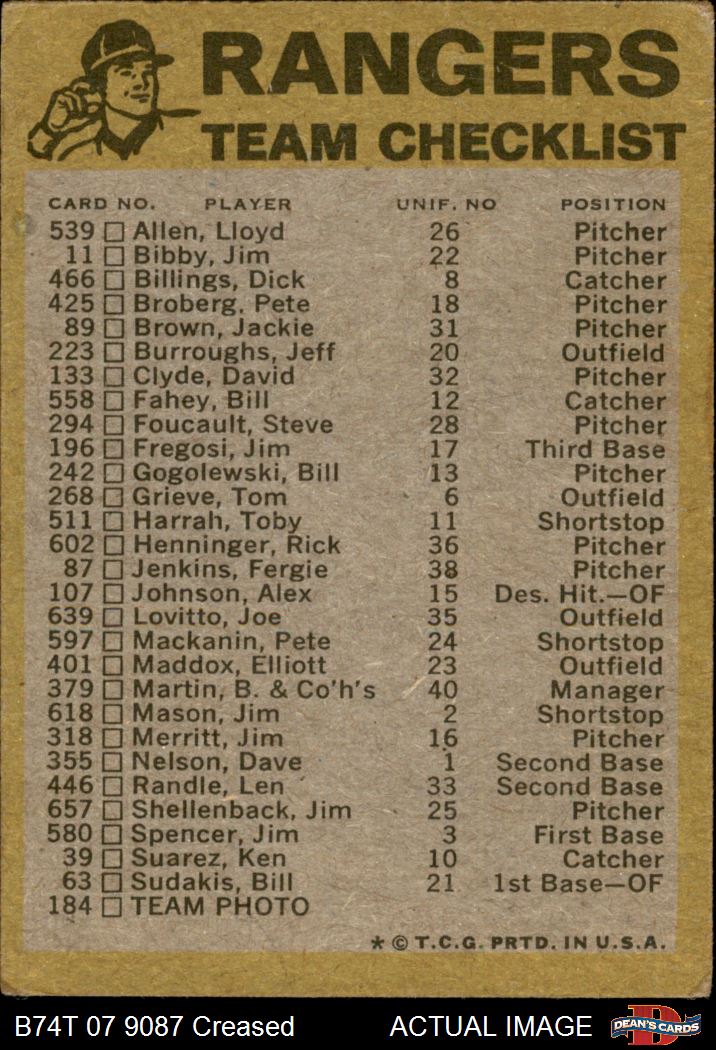 RANGERS
TEAM CHECKLIST
CARD NO. PLAYER UNIF. NO POSITION
539 Allen, Lloyd 26 Pitcher
11 Bibby, Jim 22 Pitcher
466 Billings, Dick 8 Catcher
425 Broberg, Pete 18 Pitcher
89 Brown, Jackie 31 Pitcher
223 Burroughs, Jeff 20 Outfield
133 Clyde, David 32 Pitcher
558 Fahey, Bill 12 Catcher
294 Foucault, Steve 28 Pitcher
196 Fregosi, Jim 17 Third Base
242 Gogolewski, Bill 13 Pitcher
268 Grieve, Tom 6 Outfield
511 Harrah, Toby 11 Shortstop
602 Henninger, Rick 36 Pitcher
87 Jenkins, Fergie 38 Pitcher
107 Johnson, Alex 15 Des. Hit.—OF
639 Lovitto, Joe 35 Outfield
597 Mackanin, Pete 24 Shortstop
401 Maddox, Elliott 23 Outfield
379 Martin, B. & Co'h's 40 Manager
618 Mason, Jim 2 Shortstop
318 Merritt, Jim 16 Pitcher
355 Nelson, Dave 1 Second Base
446 Randle, Len 33 Second Base
657 Shellenback, Jim 25 Pitcher
580 Spencer, Jim 3 First Base
39 Suarez, Ken 10 Catcher
63 Sudakis, Bill 21 1st Base—OF
184 TEAM PHOTO
* © T.C.G. PRTD. IN U.S.A.
B74T 07 9087 Creased ACTUAL IMAGE
D
DEAN'S CARDS